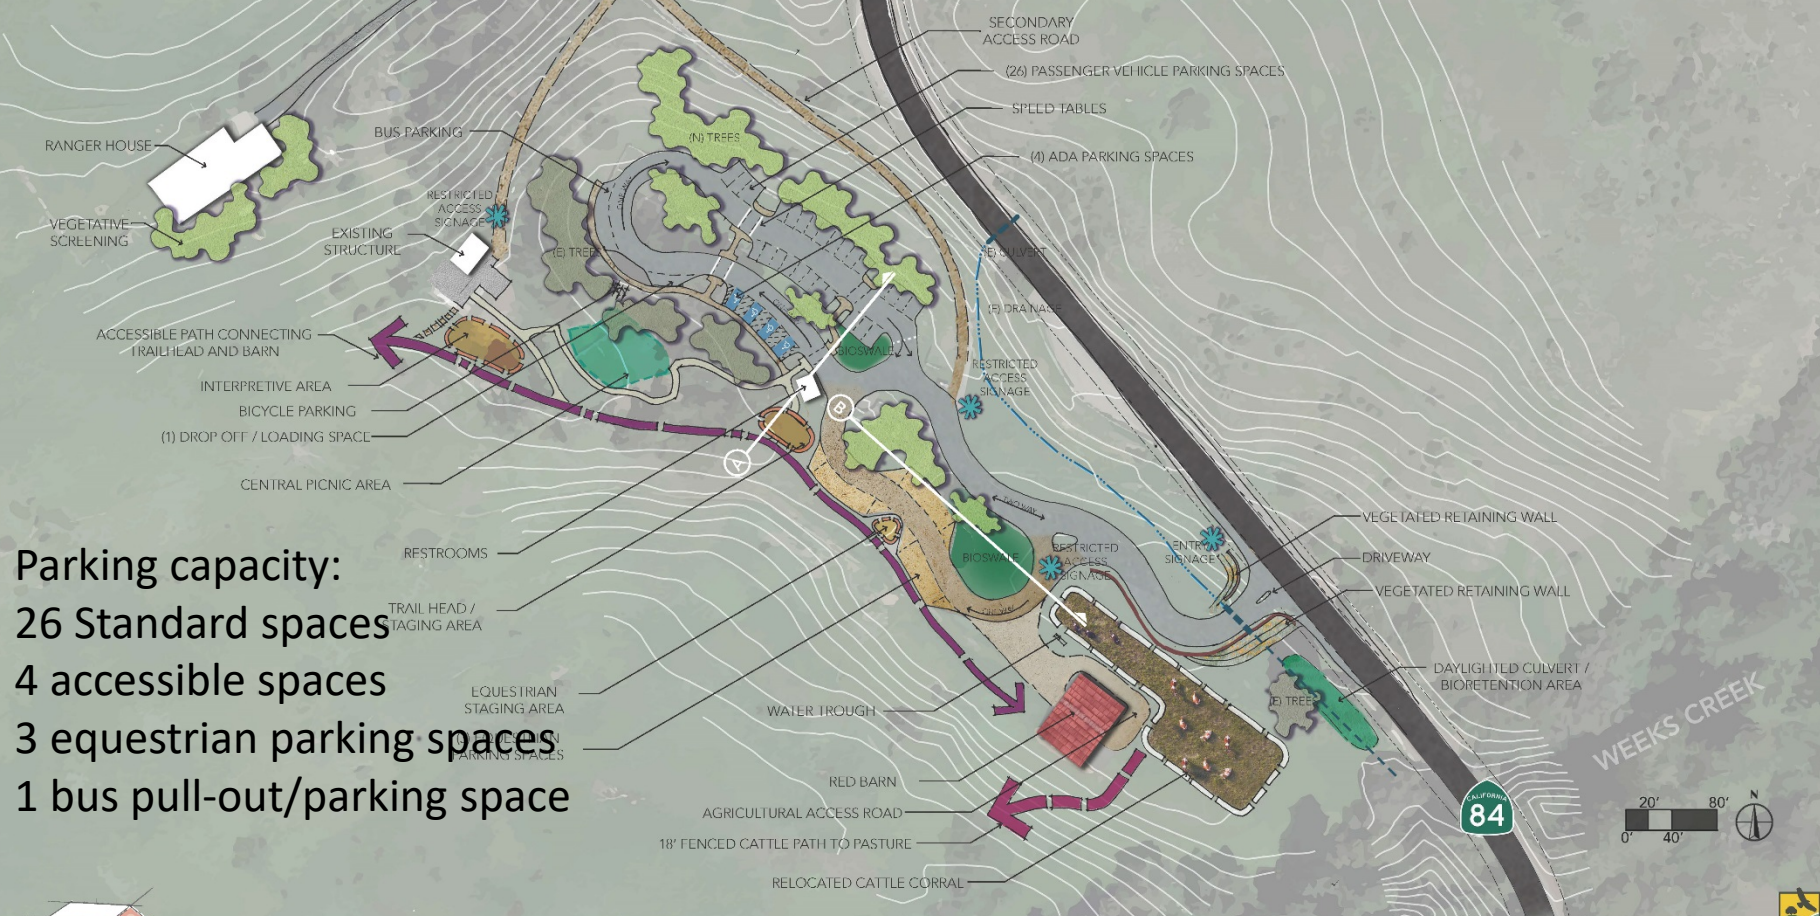 SECONDARY
ACCESS ROAD
(26) PASSENGER VEHICLE PARKING SPACES
SPEED TABLES
(4) ADA PARKING SPACES
BUS PARKING
RANGER HOUSE
(N) TREES
RESTRICTED
ACCESS
SIGNAGE
VEGETATIVE
SCREENING
EXISTING
STRUCTURE
(E) TREES
(E) CULVERT
(E) DRAINAGE
ACCESSIBLE PATH CONNECTING
TRAILHEAD AND BARN
BIOSWALE
RESTRICTED
ACCESS
SIGNAGE
INTERPRETIVE AREA
BICYCLE PARKING
(1) DROP OFF / LOADING SPACE
B
A
CENTRAL PICNIC AREA
TWO WAY
VEGETATED RETAINING WALL
RESTROOMS
BIOSWALE
RESTRICTED
ACCESS
SIGNAGE
ENTRY
SIGNAGE
DRIVEWAY
VEGETATED RETAINING WALL
ONE WAY
Parking capacity:
26 Standard spaces
4 accessible spaces
3 equestrian parking spaces
1 bus pull-out/parking space
TRAIL HEAD /
STAGING AREA
EQUESTRIAN
STAGING AREA
EQUESTRIAN
PARKING SPACES
WATER TROUGH
(E) TREES
DAYLIGHTED CULVERT /
BIORETENTION AREA
WEEKS CREEK
RED BARN
AGRICULTURAL ACCESS ROAD
18' FENCED CATTLE PATH TO PASTURE
RELOCATED CATTLE CORRAL
CALIFORNIA
84
20' 80'
0' 40'
N